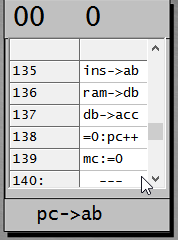 00 0
135 ins->ab
136 ram->db
137 db->acc
138 =0:pc++
139 mc:=0
140: ---
pc->ab